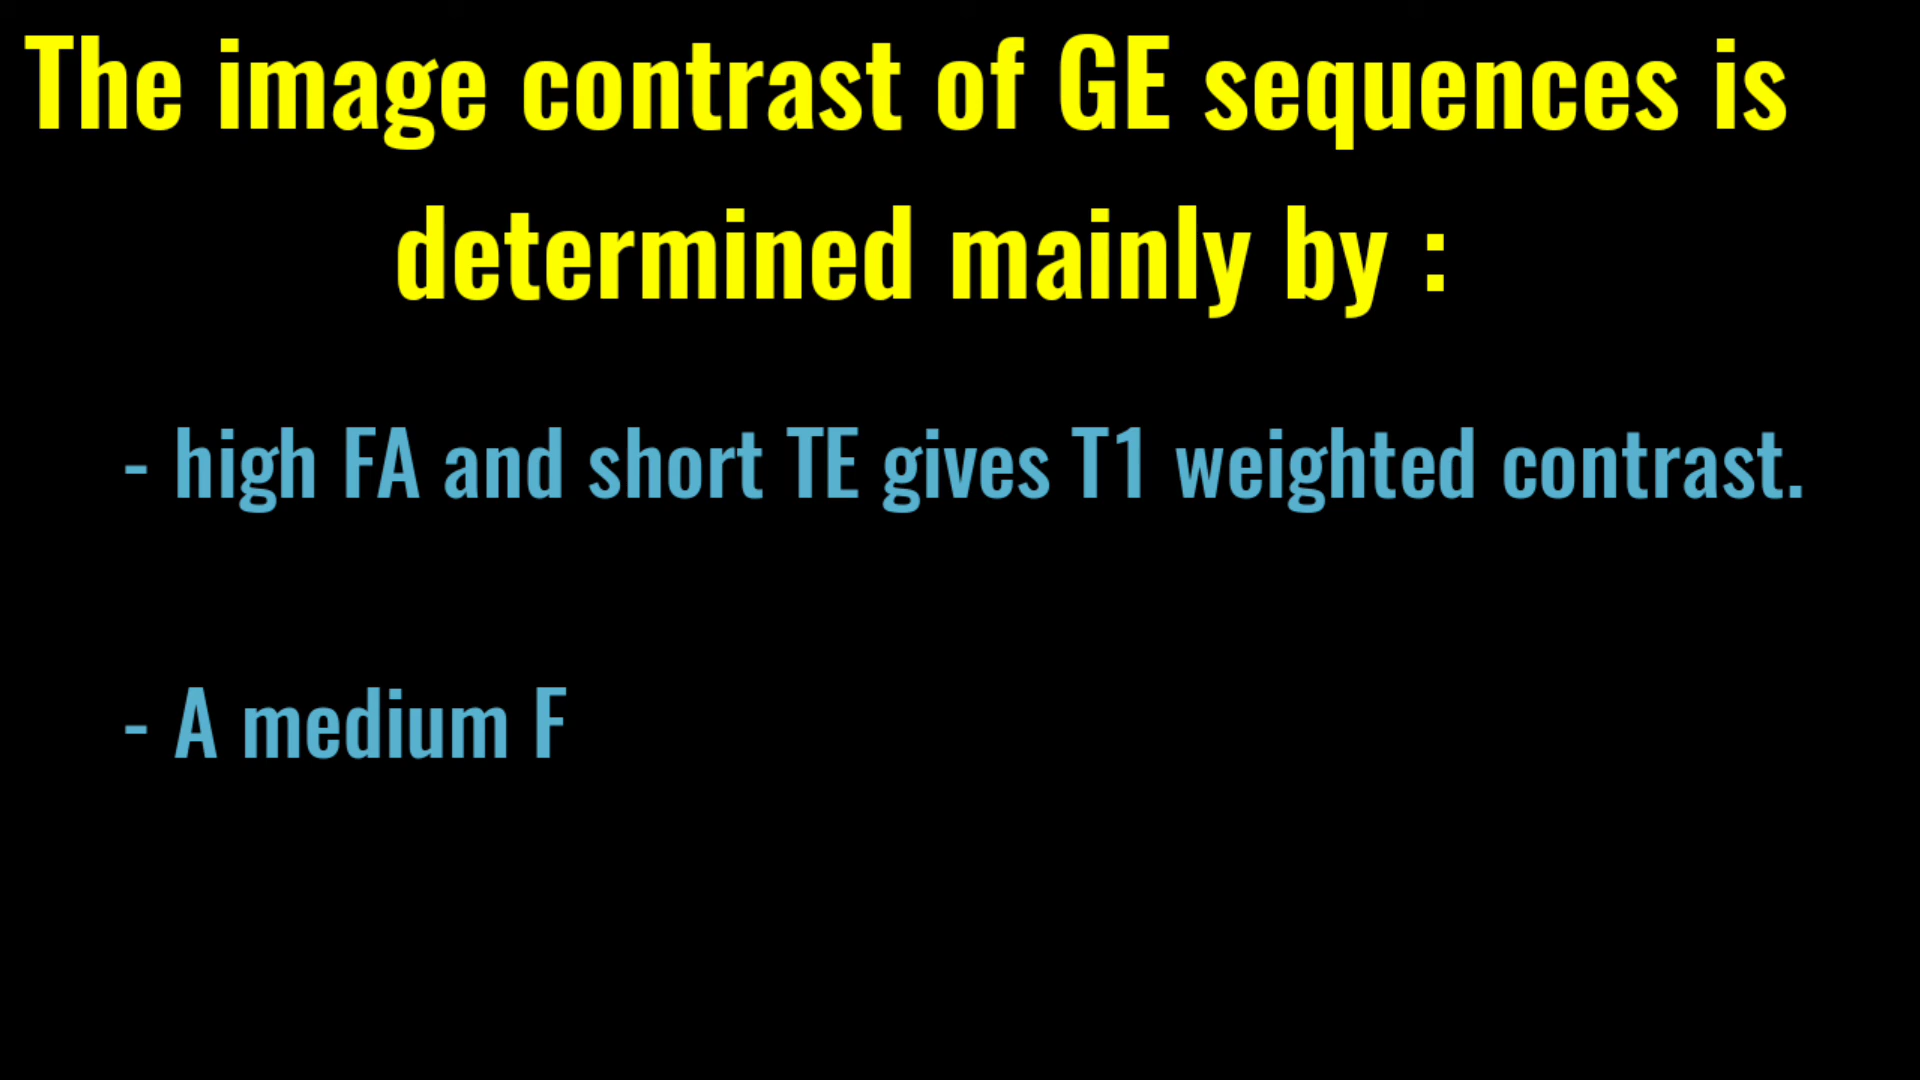 The image contrast of GE sequences is
determined mainly by :
- high FA and short TE gives T1 weighted contrast.
- A medium F